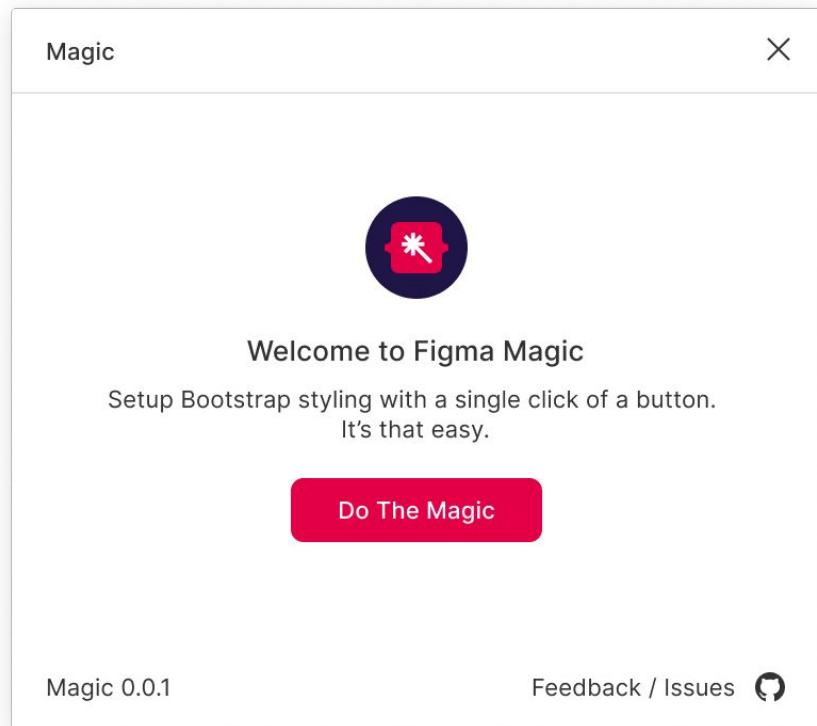 Magic
Welcome to Figma Magic
Setup Bootstrap styling with a single click of a button.
It’s that easy.
Do The Magic
Magic 0.0.1
Feedback / Issues